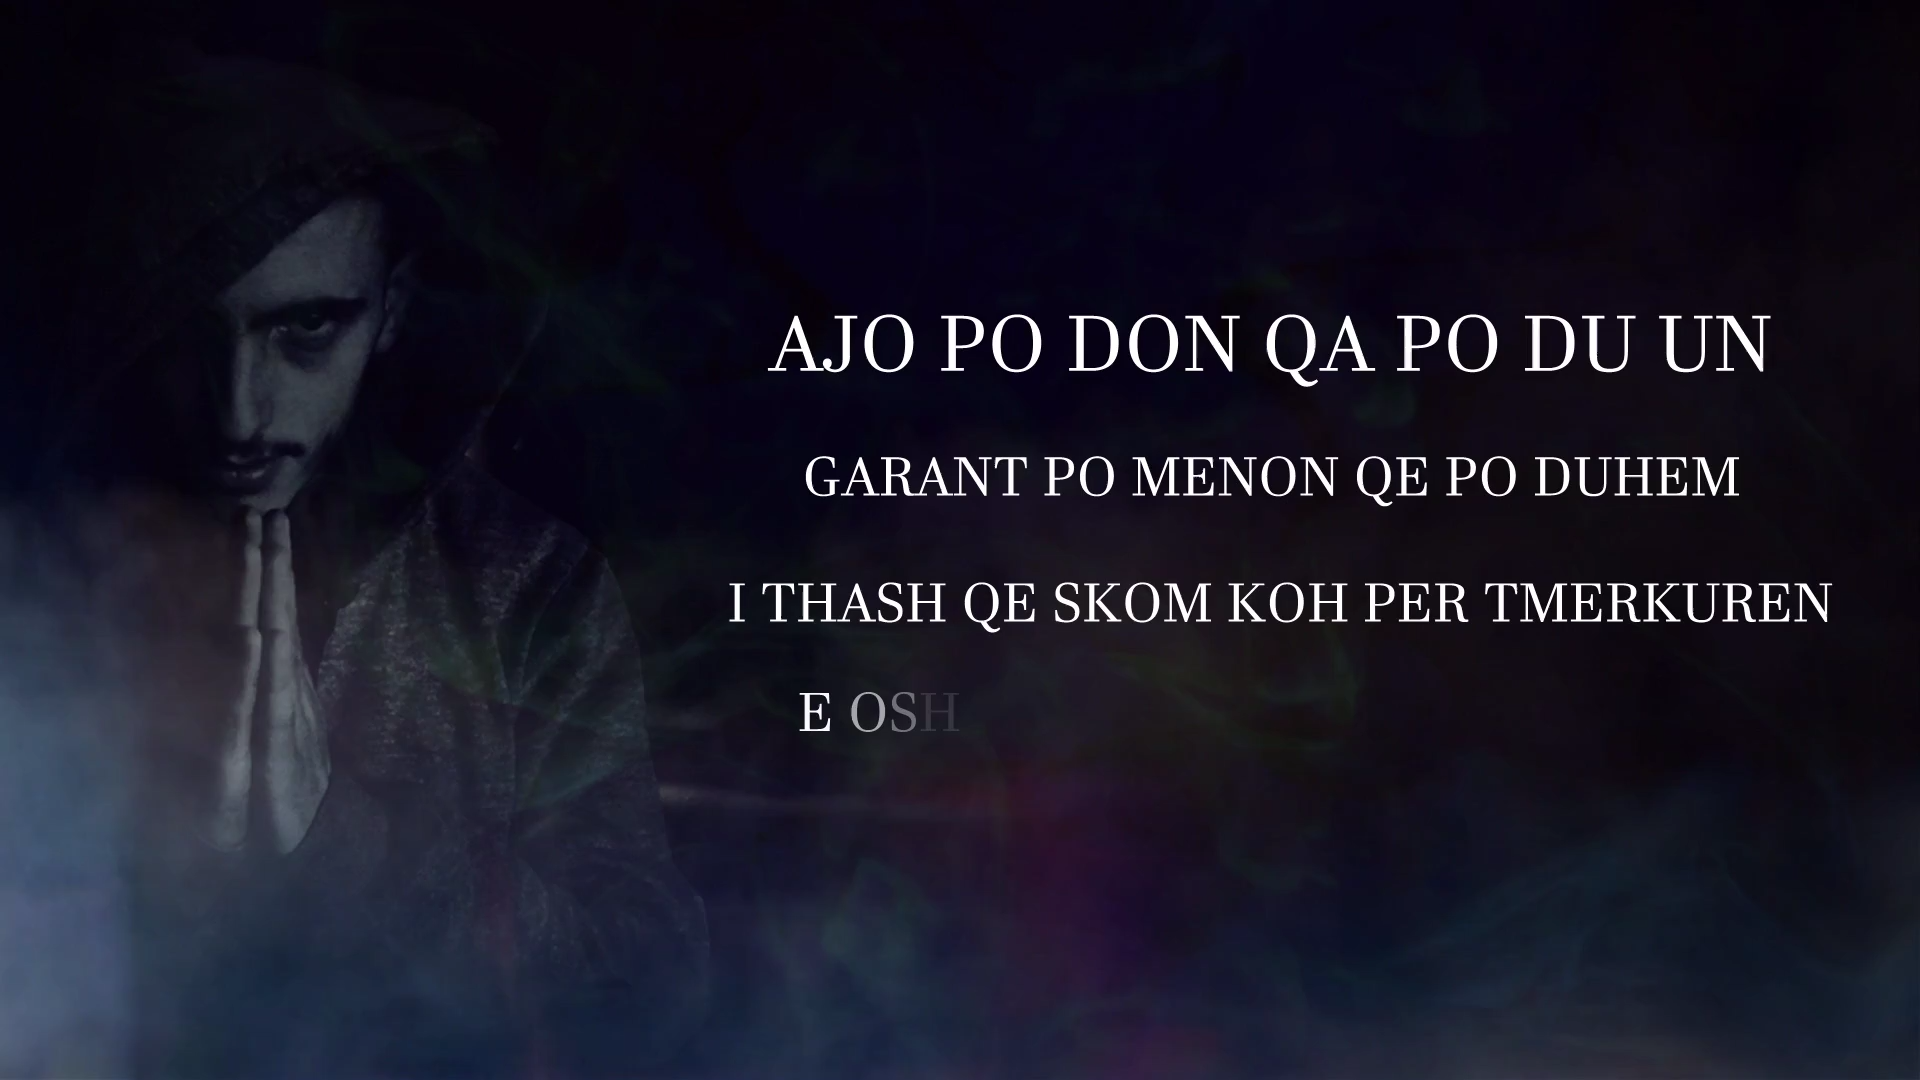 AJO PO DON QA PO DU UN
GARANT PO MENON QE PO DUHEM
I THASH QE SKOM KOH PER TMERKUREN
E OSH